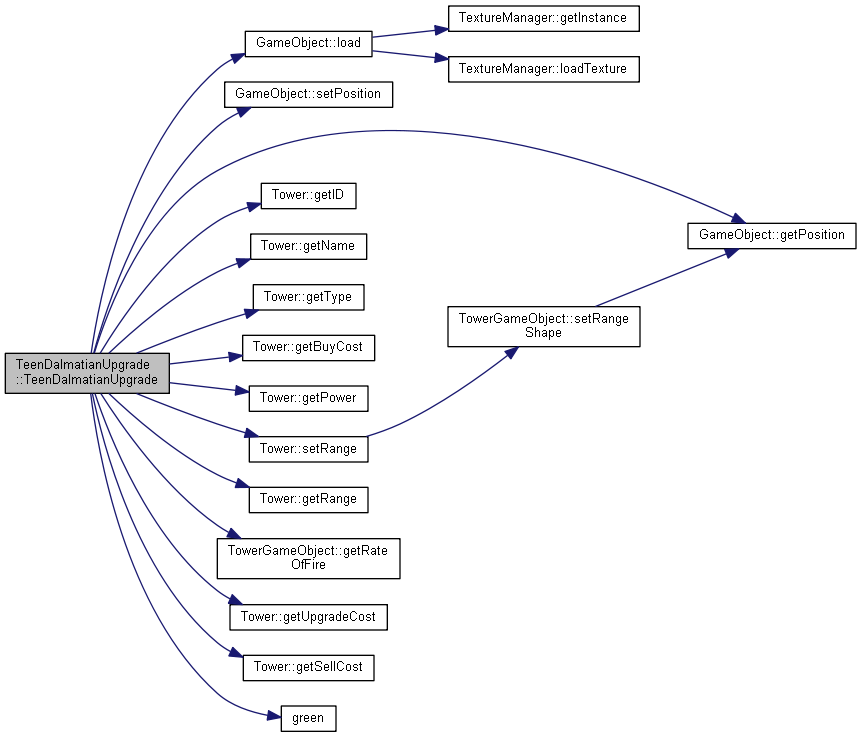 TextureManager::getInstance
GameObject::load
TextureManager::loadTexture
GameObject::setPosition
Tower::getID
GameObject::getPosition
Tower::getName
Tower::getType
TowerGameObject::setRange
Shape
Tower::getBuyCost
TeenDalmatianUpgrade
::TeenDalmatianUpgrade
Tower::getPower
Tower::setRange
Tower::getRange
TowerGameObject::getRate
OfFire
Tower::getUpgradeCost
Tower::getSellCost
green